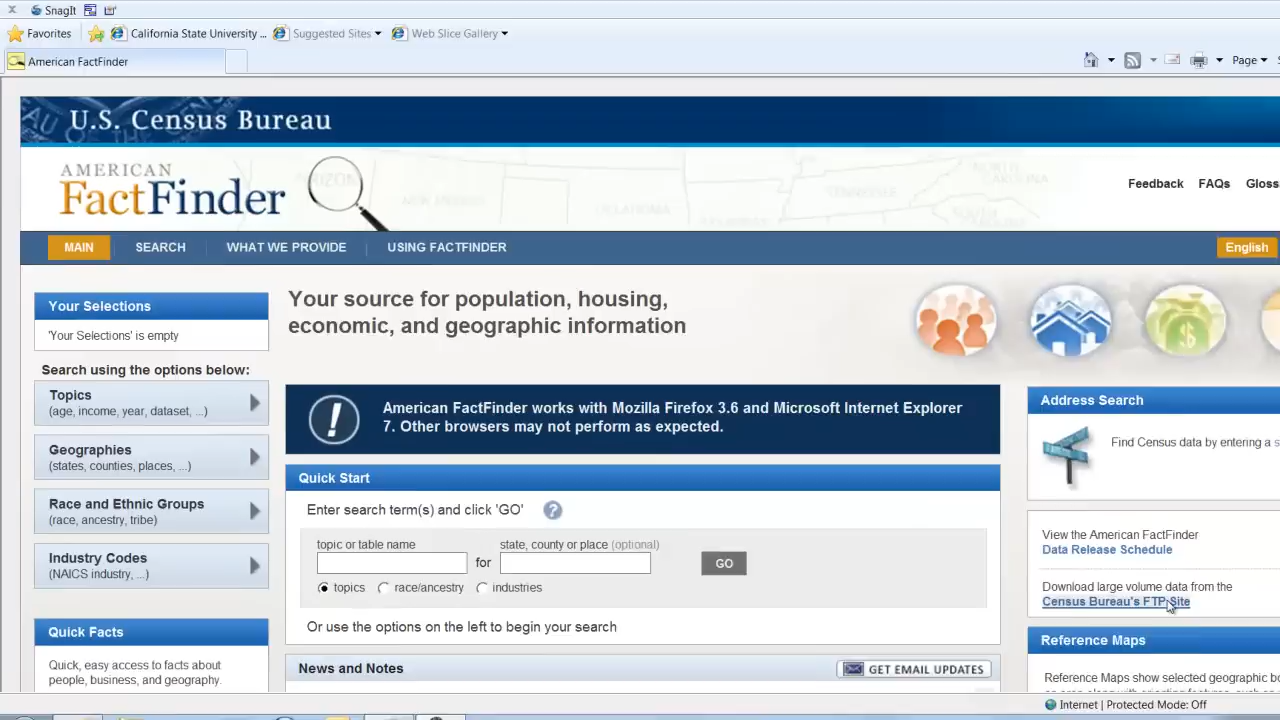 SnagIt
Favorites
California State University ...
Suggested Sites
Web Slice Gallery
American FactFinder
Page
U.S. Census Bureau
AMERICAN
FactFinder
Feedback
FAQs
Gloss
MAIN
SEARCH
WHAT WE PROVIDE
USING FACTFINDER
English
Your Selections
'Your Selections' is empty
Search using the options below:
Topics
(age, income, year, dataset, ...)
Geographies
(states, counties, places, ...)
Race and Ethnic Groups
(race, ancestry, tribe)
Industry Codes
(NAICS industry, ...)
Quick Facts
Quick, easy access to facts about
people, business, and geography.
Your source for population, housing,
economic, and geographic information
American FactFinder works with Mozilla Firefox 3.6 and Microsoft Internet Explorer
7. Other browsers may not perform as expected.
Quick Start
Enter search term(s) and click 'GO'
?
topic or table name
state, county or place (optional)
for
GO
topics
race/ancestry
industries
Or use the options on the left to begin your search
News and Notes
GET EMAIL UPDATES
Address Search
Find Census data by entering a s
View the American FactFinder
Data Release Schedule
Download large volume data from the
Census Bureau's FTP Site
Reference Maps
Reference Maps show selected geographic bo
Internet | Protected Mode: Off